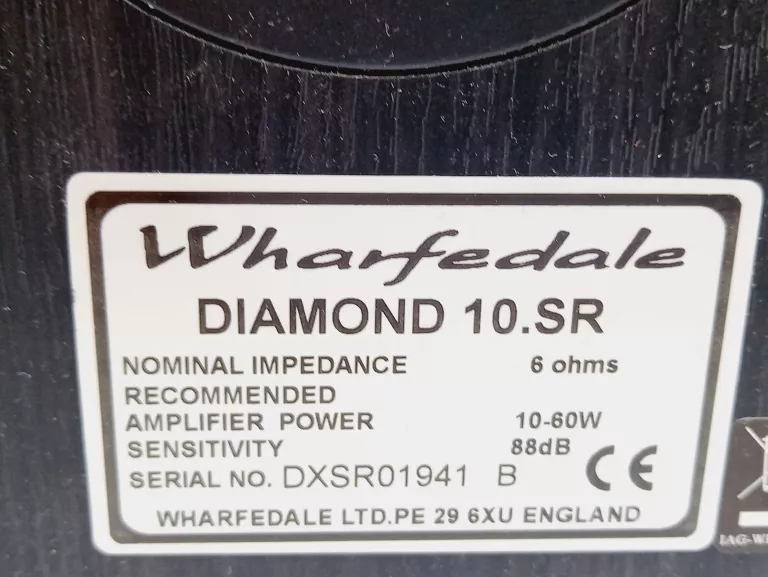 Wharfedale
DIAMOND 10.SR
NOMINAL IMPEDANCE 6 ohms
RECOMMENDED
AMPLIFIER POWER 10-60W
SENSITIVITY 88dB
SERIAL NO. DXSR01941 B CE
WHARFEDALE LTD.PE 29 6XU ENGLAND